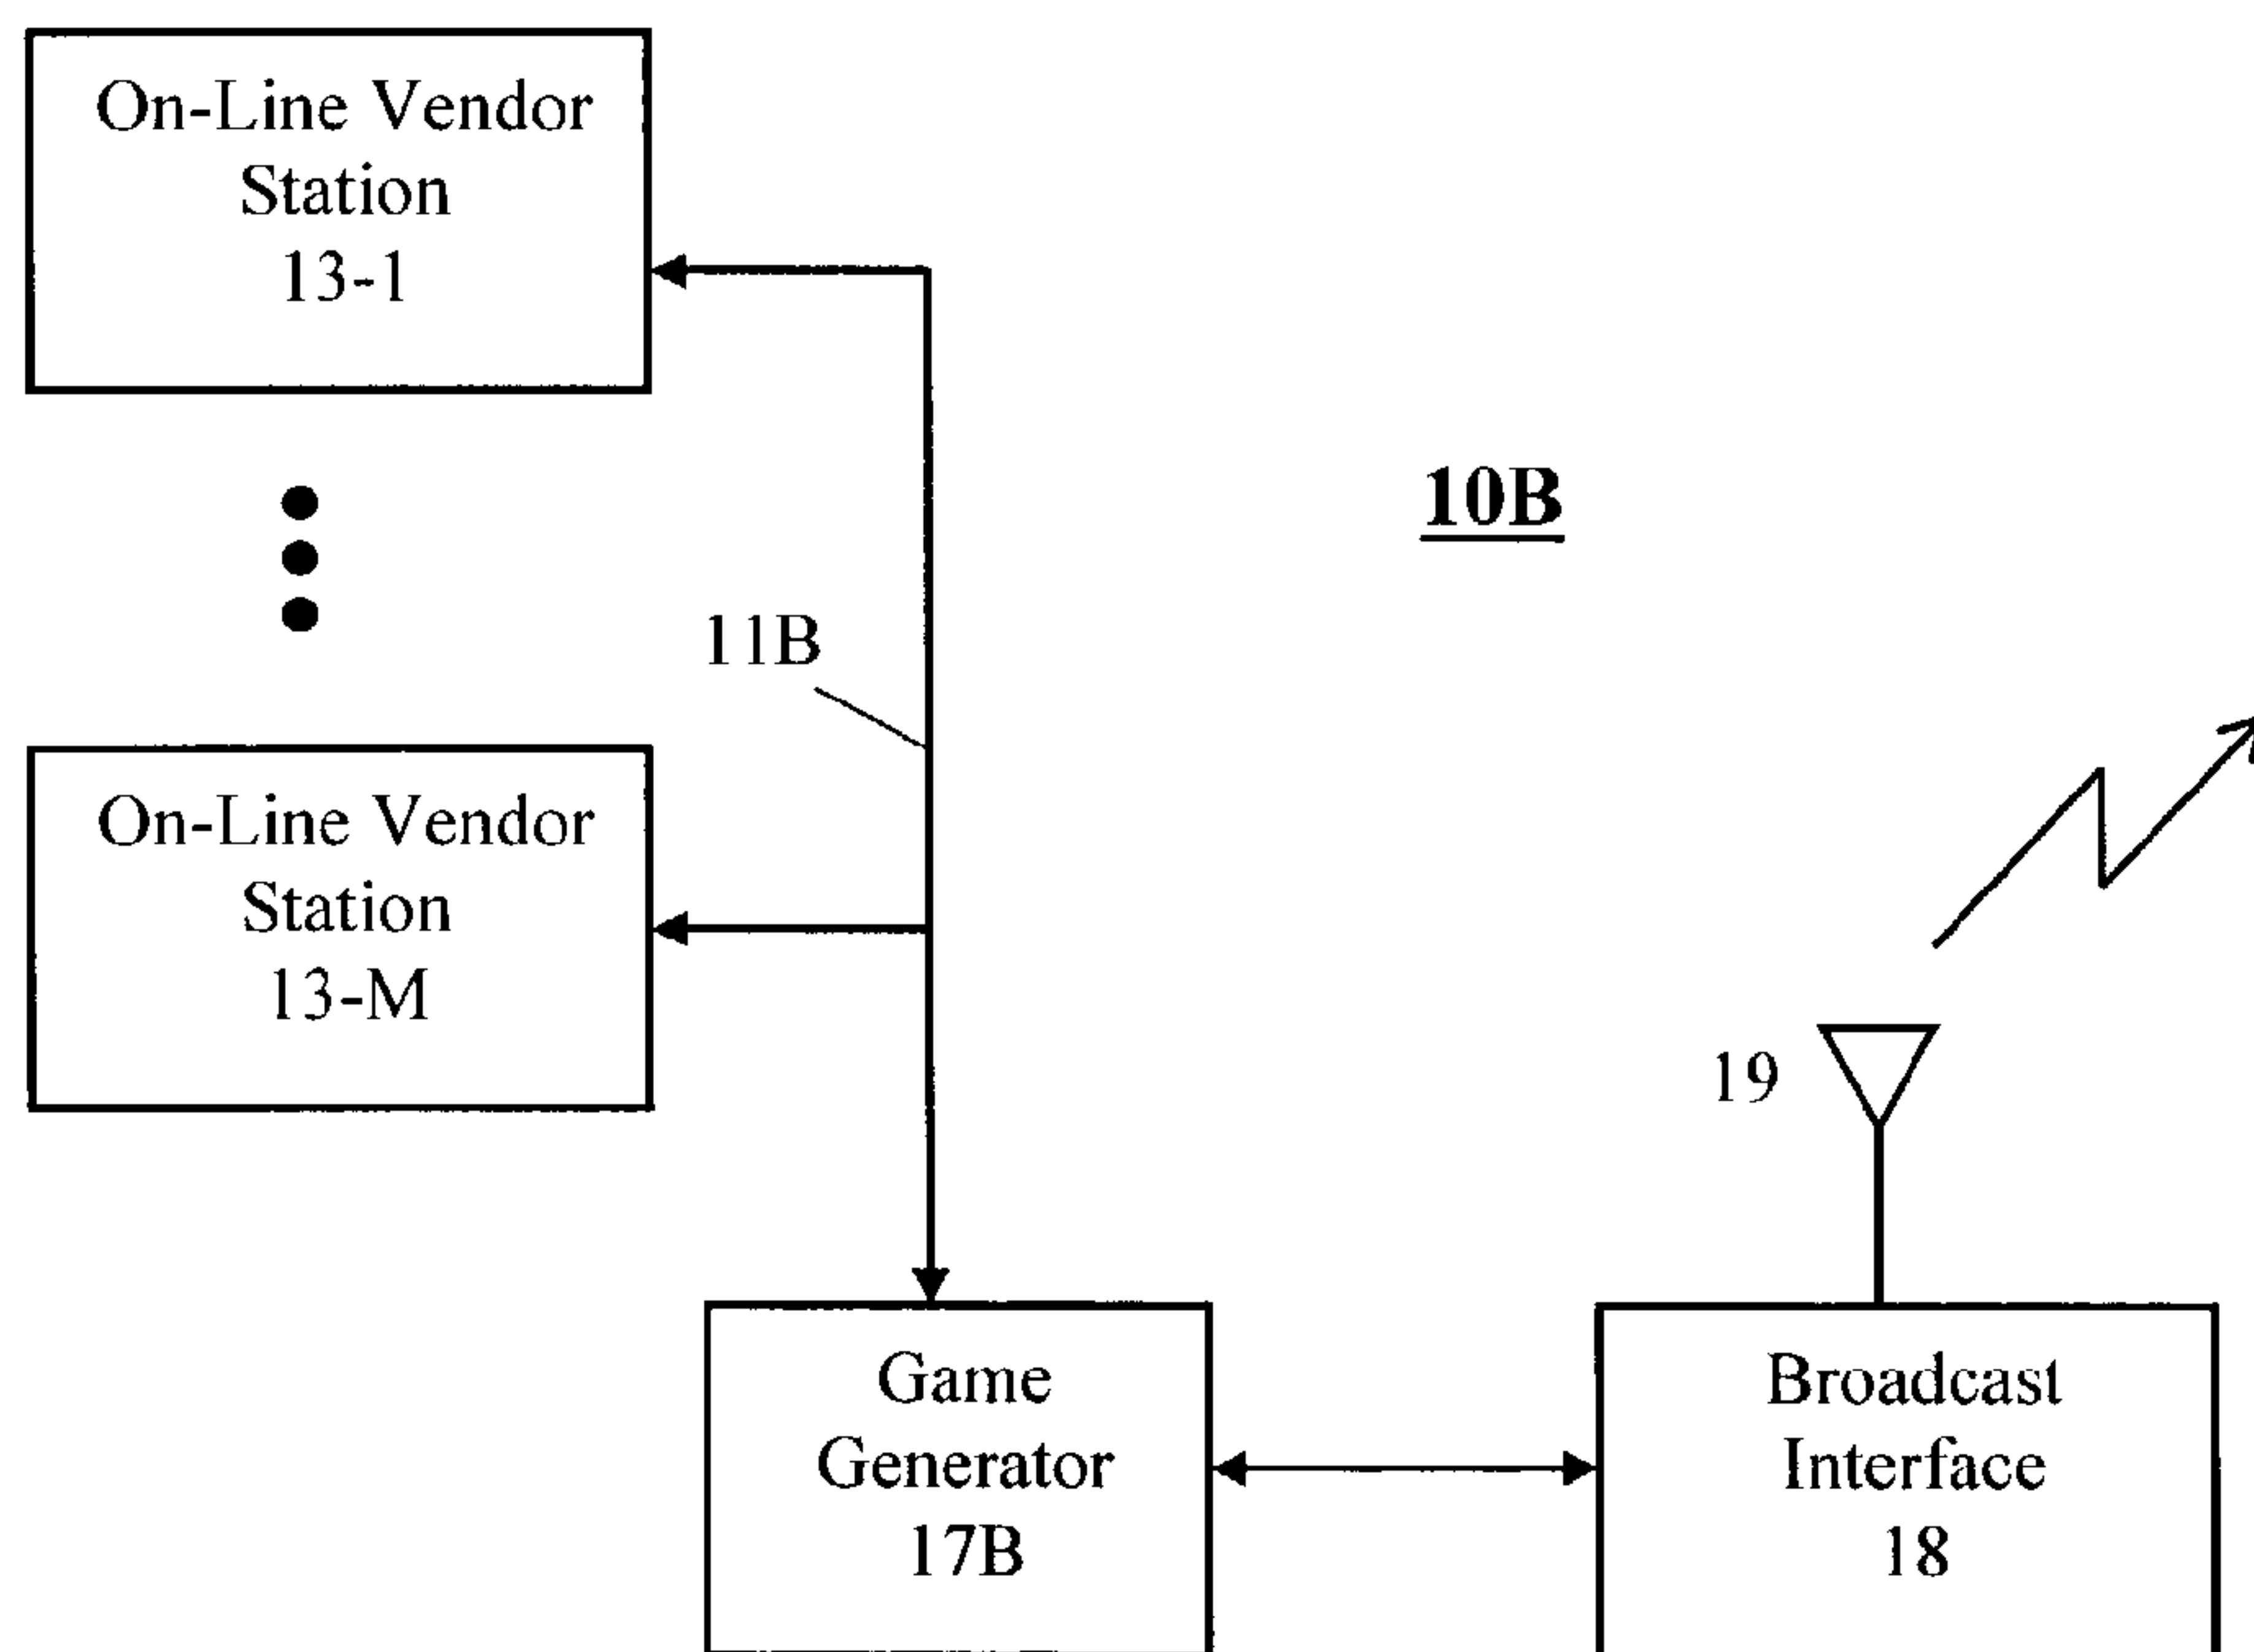 On-Line Vendor
Station
13-1
10B
11B
On-Line Vendor
Station
13-M
19
Game
Generator
17B
Broadcast
Interface
18